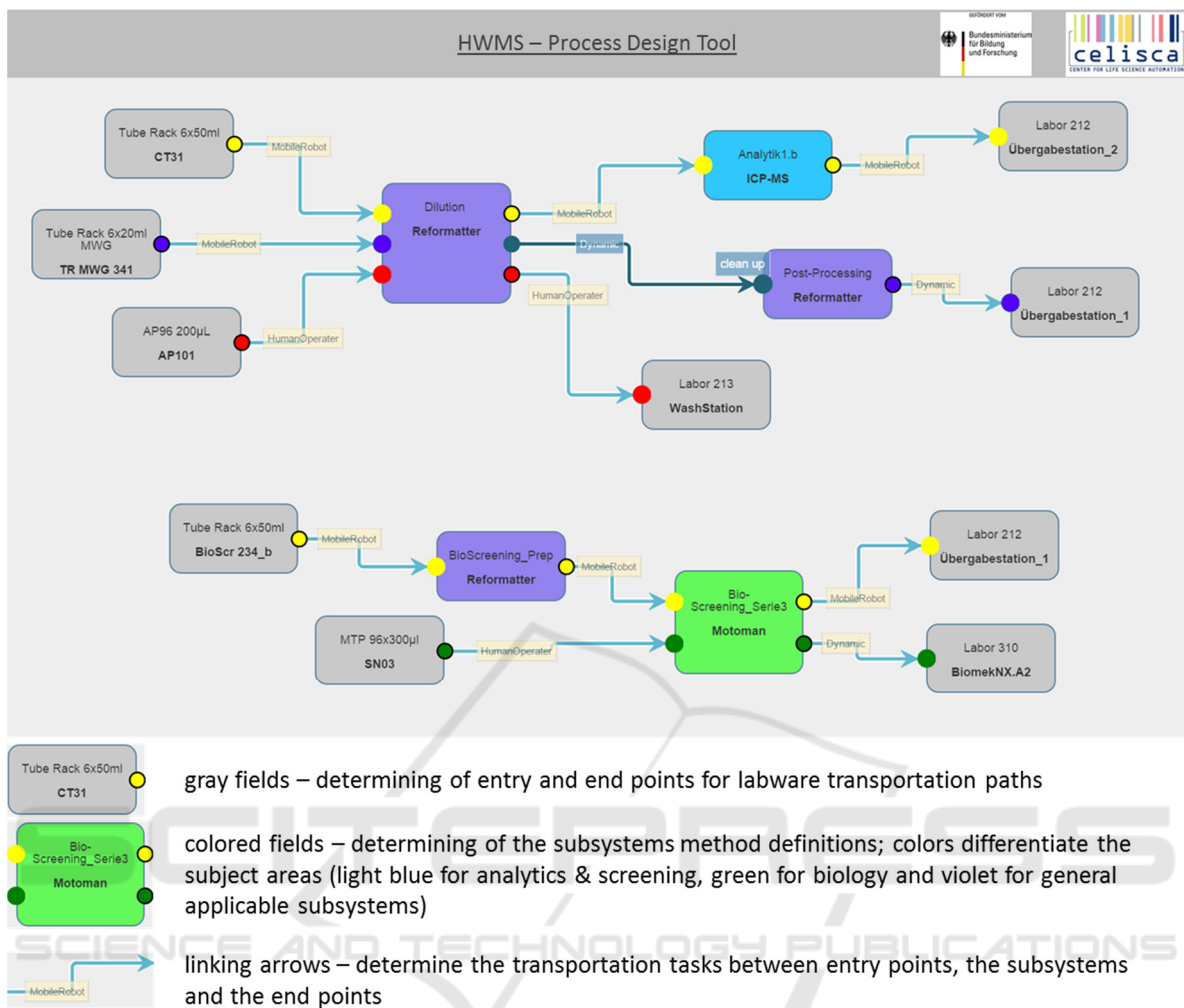 HWMS – Process Design Tool
GEFÖRDERT VOM
Bundesministerium
für Bildung
und Forschung
celisca
CENTER FOR LIFE SCIENCE AUTOMATION
Tube Rack 6x50ml
CT31
MobileRobot
Tube Rack 6x20ml
MWG
TR MWG 341
MobileRobot
AP96 200µL
AP101
HumanOperater
Dilution
Reformatter
MobileRobot
Dynamic
HumanOperater
Analytik1.b
ICP-MS
MobileRobot
Labor 212
Übergabestation_2
clean up
Post-Processing
Reformatter
Dynamic
Labor 212
Übergabestation_1
Labor 213
WashStation
Tube Rack 6x50ml
BioScr 234_b
MobileRobot
BioScreening_Prep
Reformatter
MobileRobot
MTP 96x300µl
SN03
HumanOperater
Bio-
Screening_Serie3
Motoman
MobileRobot
Dynamic
Labor 212
Übergabestation_1
Labor 310
BiomekNX.A2
Tube Rack 6x50ml
CT31
gray fields – determining of entry and end points for labware transportation paths
Bio-
Screening_Serie3
Motoman
colored fields – determining of the subsystems method definitions; colors differentiate the
subject areas (light blue for analytics & screening, green for biology and violet for general
applicable subsystems)
MobileRobot
linking arrows – determine the transportation tasks between entry points, the subsystems
and the end points
SCITEPRESS
SCIENCE AND TECHNOLOGY PUBLICATIONS